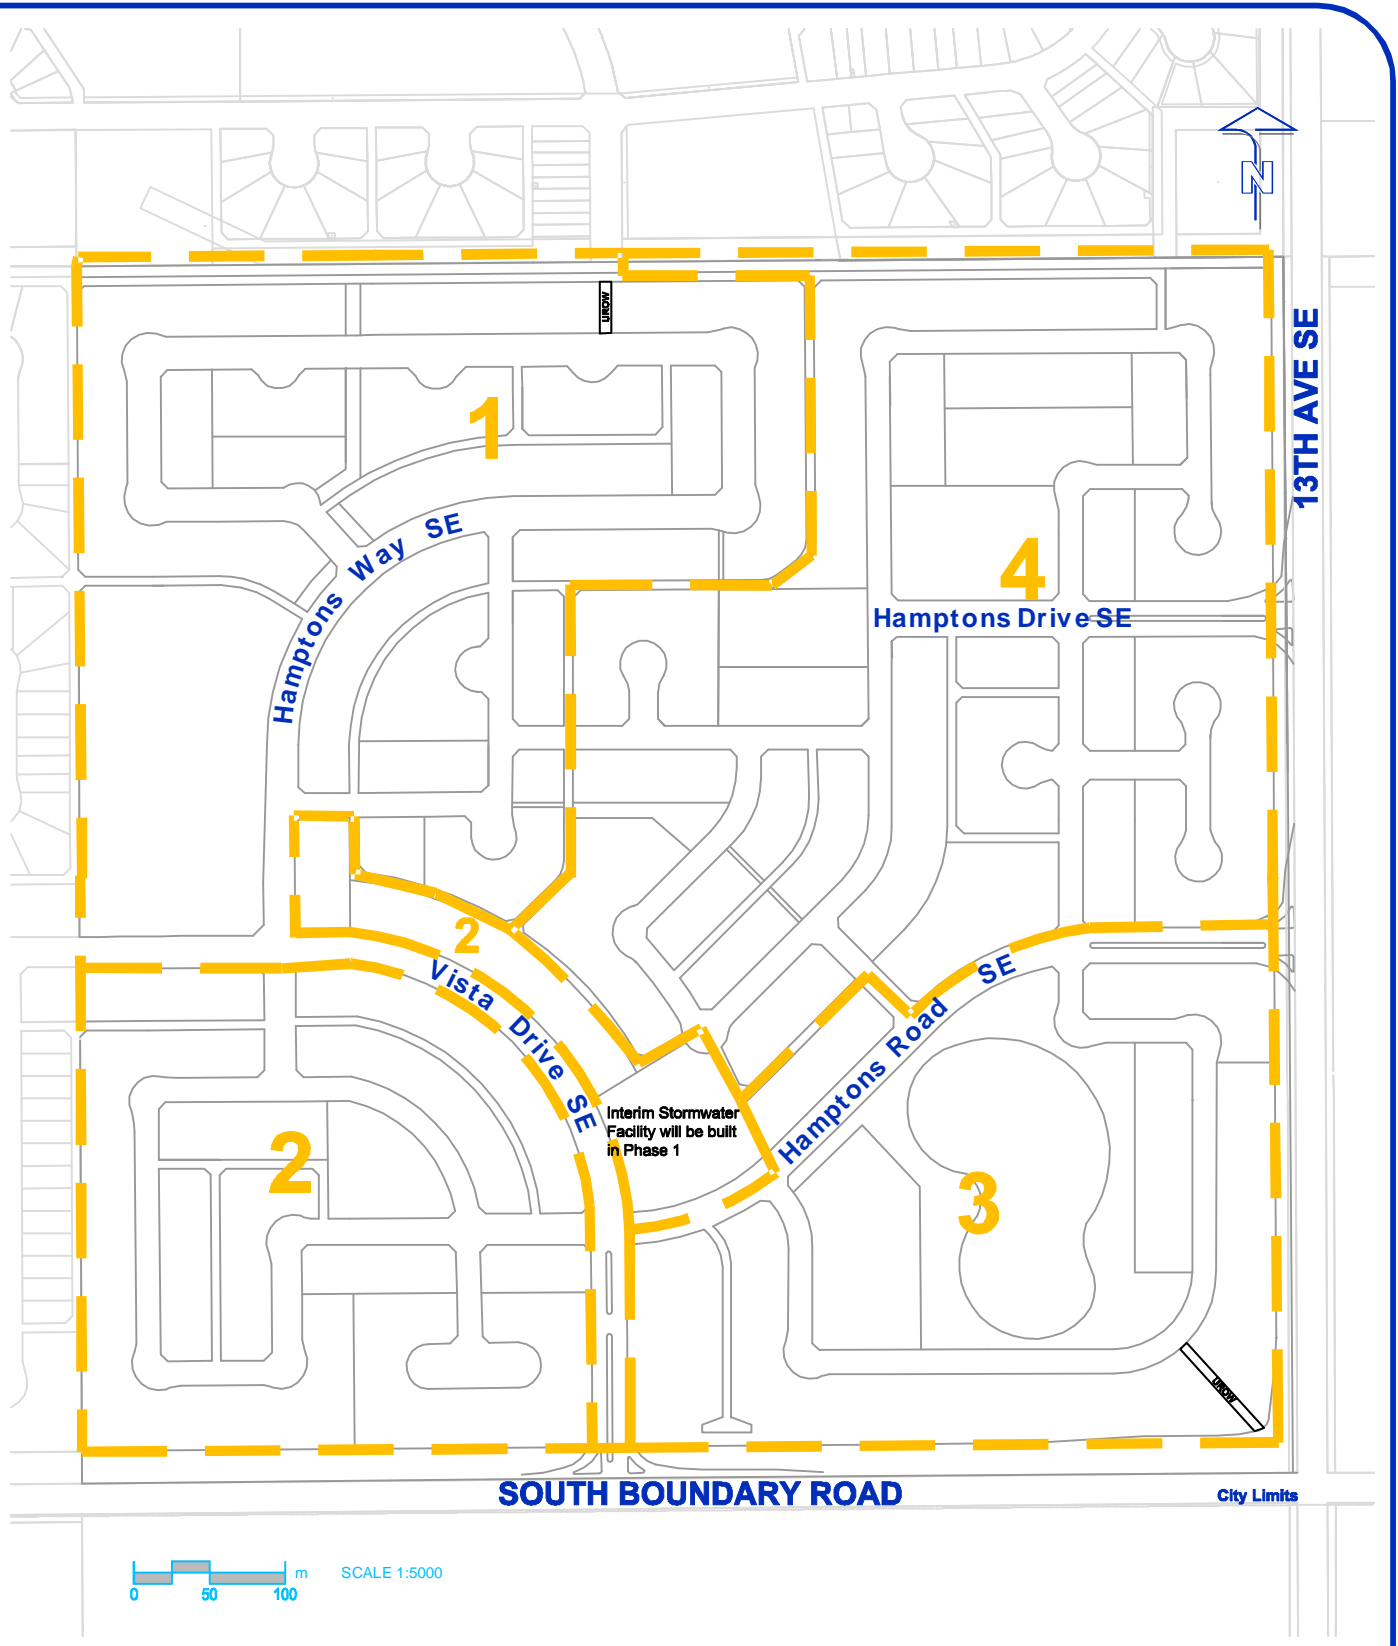 N
UROW
13TH AVE SE
1
Hamptons Way SE
4
Hamptons Drive SE
2
Vista Drive SE
Hamptons Road SE
Interim Stormwater
Facility will be built
in Phase 1
2
3
UROW
SOUTH BOUNDARY ROAD
City Limits
m SCALE 1:5000
0 50 100